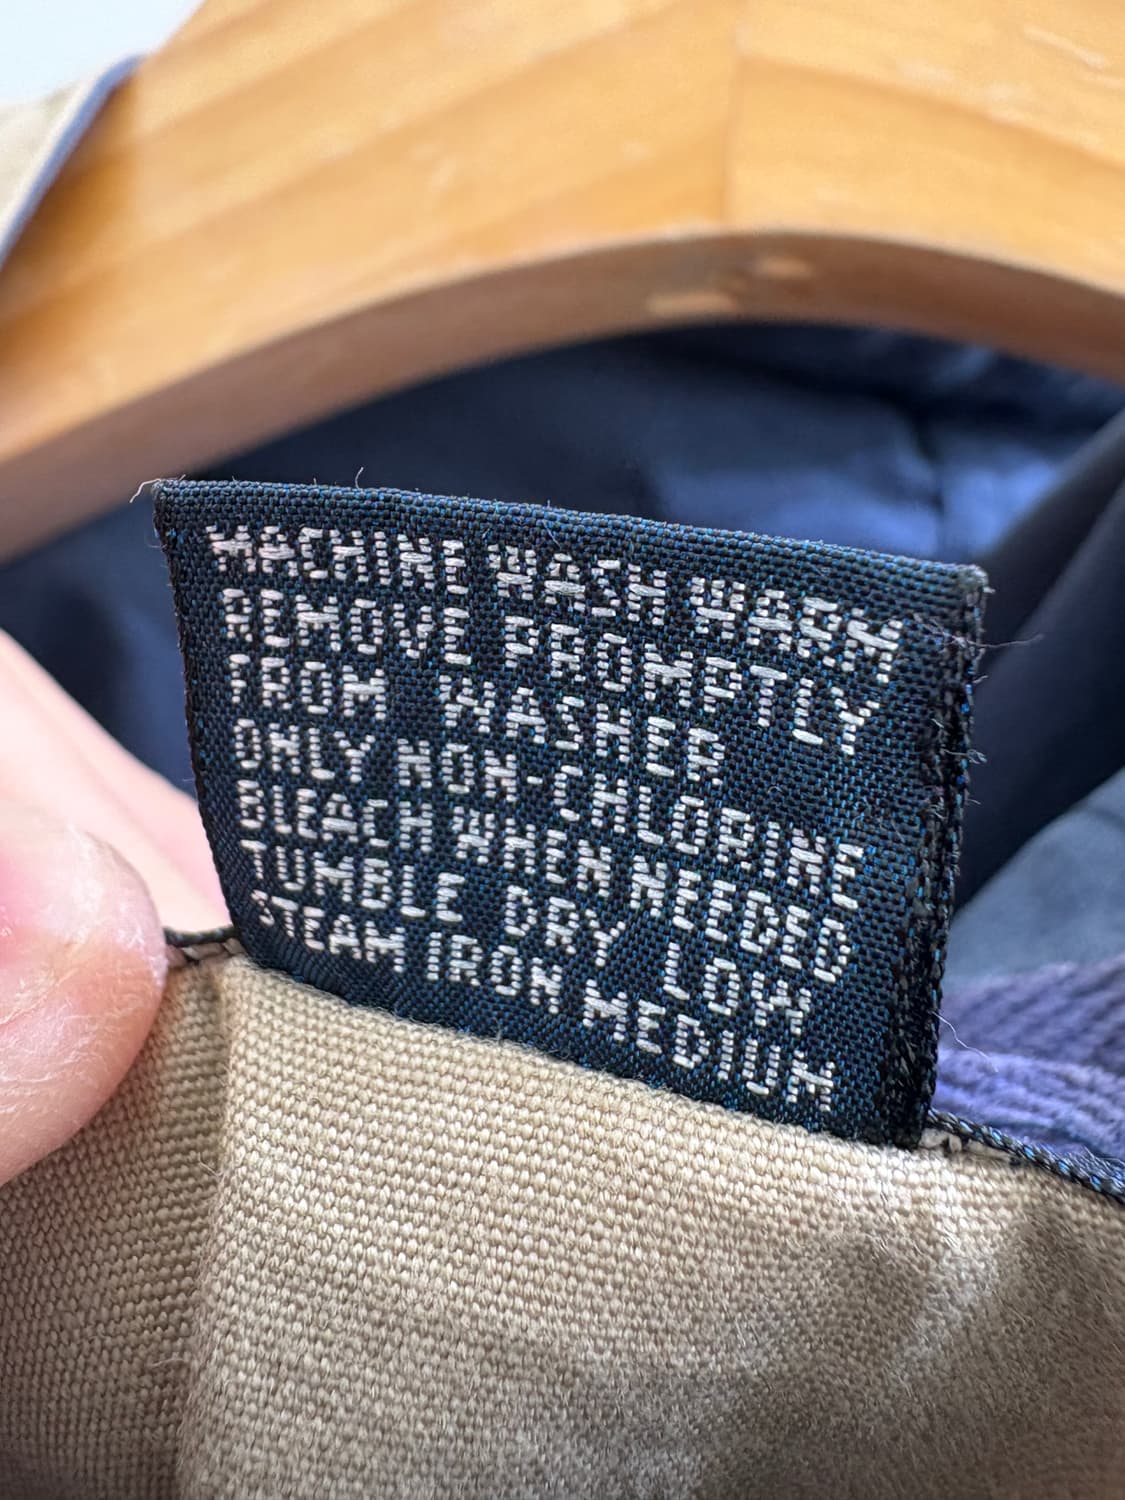 MACHINE WASH WARM
REMOVE PROMPTLY
FROM WASHER
ONLY NON-CHLORINE
BLEACH WHEN NEEDED
TUMBLE DRY LOW
STEAM IRON MEDIUM